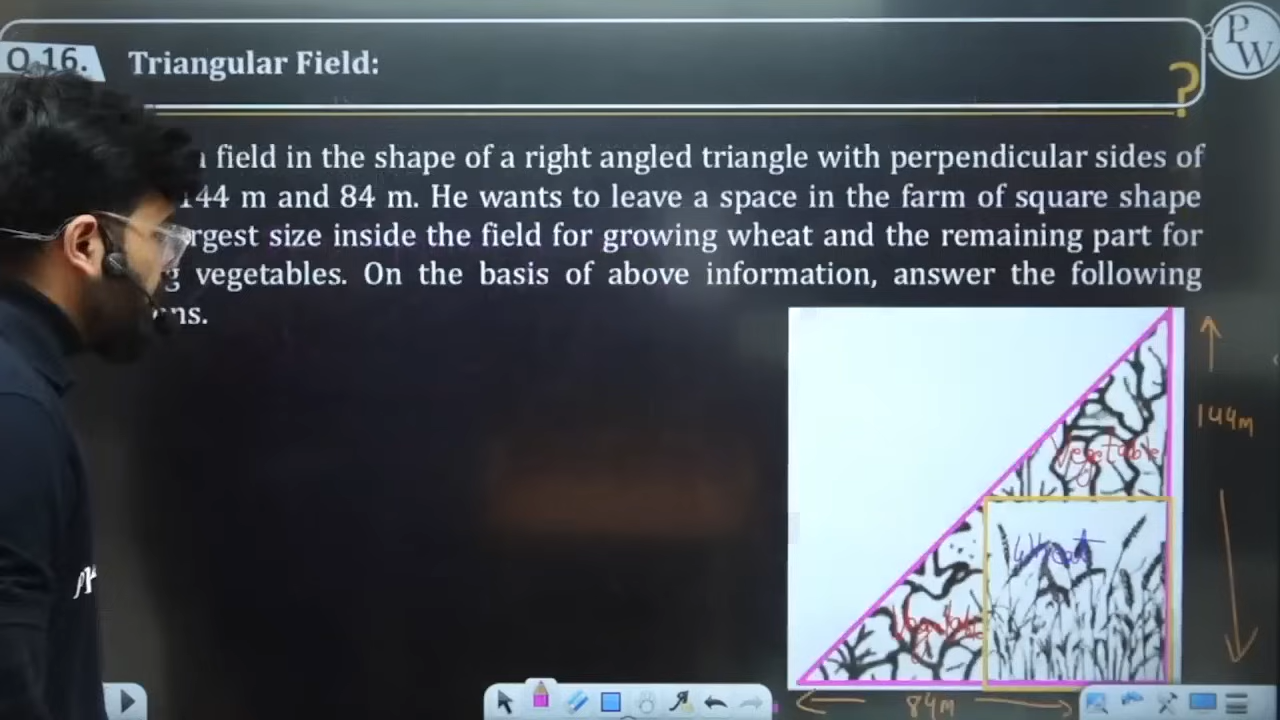 Q.16. Triangular Field:
PW
?
field in the shape of a right angled triangle with perpendicular sides of
144 m and 84 m. He wants to leave a space in the farm of square shape
size inside the field for growing wheat and the remaining part for
vegetables. On the basis of above information, answer the following
144m
Vegetable
Wheat
Vegetable
84m